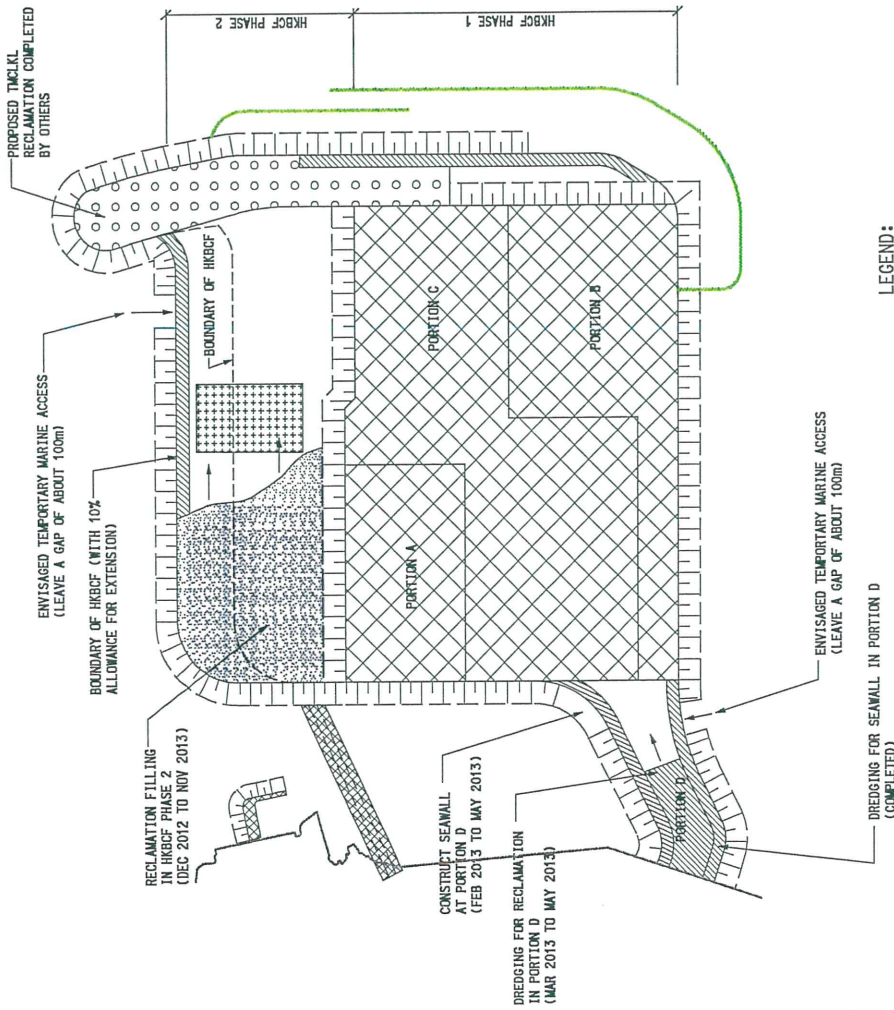 PROPOSED TMCLKL
RECLAMATION COMPLETED
BY OTHERS
HKBCF PHASE 2
HKBCF PHASE 1
ENVISAGED TEMPORTARY MARINE ACCESS
(LEAVE A GAP OF ABOUT 100m)
BOUNDARY OF HKBCF (WITH 10%
ALLOWANCE FOR EXTENSION)
BOUNDARY OF HKBCF
RECLAMATION FILLING
IN HKBCF PHASE 2
(DEC 2012 TO NOV 2013)
PORTION C
PORTION B
PORTION A
CONSTRUCT SEAWALL
AT PORTION D
(FEB 2013 TO MAY 2013)
DREDGING FOR RECLAMATION
IN PORTION D
(MAR 2013 TO MAY 2013)
PORTION D
ENVISAGED TEMPORTARY MARINE ACCESS
(LEAVE A GAP OF ABOUT 100m)
DREDGING FOR SEAWALL IN PORTION D
(COMPLETED)
LEGEND: